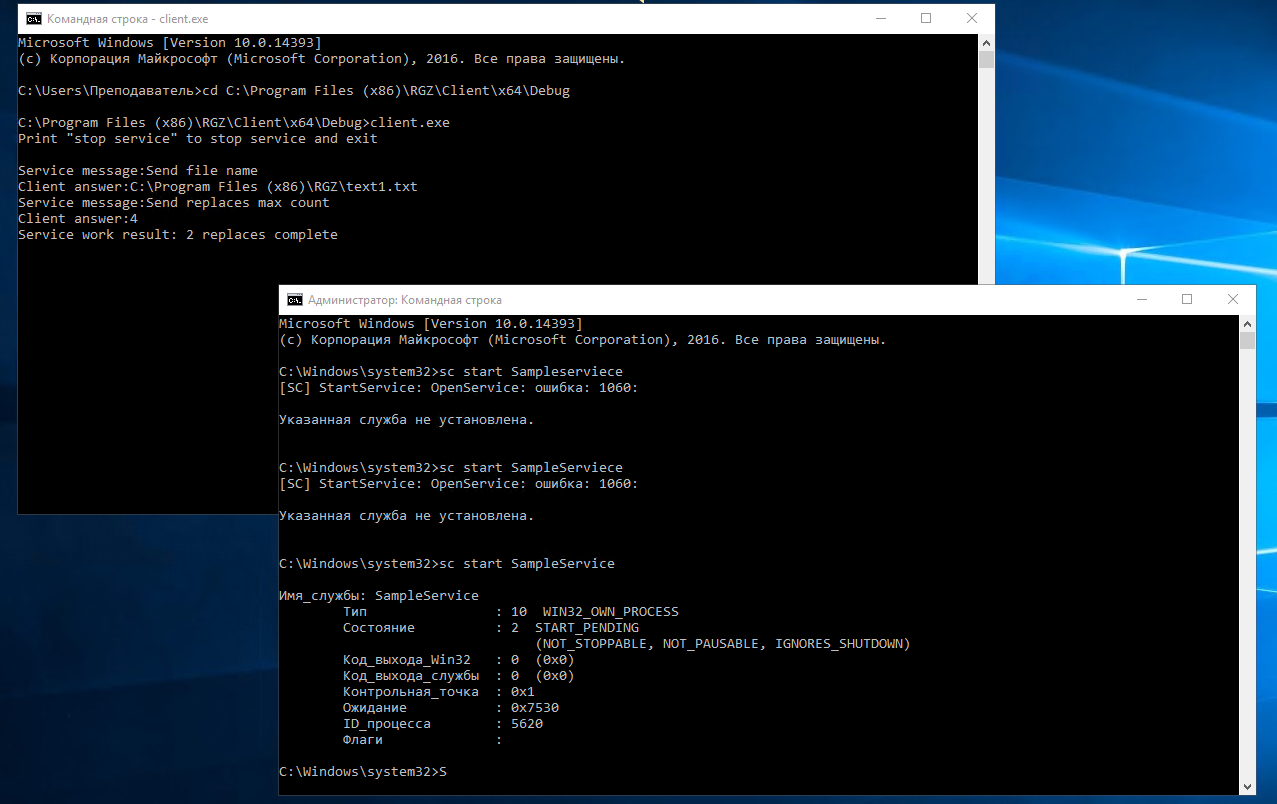 Командная строка - client.exe
Microsoft Windows [Version 10.0.14393]
(c) Корпорация Майкрософт (Microsoft Corporation), 2016. Все права защищены.
C:\Users\Преподаватель>cd C:\Program Files (x86)\RGZ\Client\x64\Debug
C:\Program Files (x86)\RGZ\Client\x64\Debug>client.exe
Print "stop service" to stop service and exit
Service message:Send file name
Client answer:C:\Program Files (x86)\RGZ\text1.txt
Service message:Send replaces max count
Client answer:4
Service work result: 2 replaces complete
Администратор: Командная строка
Microsoft Windows [Version 10.0.14393]
(c) Корпорация Майкрософт (Microsoft Corporation), 2016. Все права защищены.
C:\Windows\system32>sc start Sampleserviece
[SC] StartService: OpenService: ошибка: 1060:
Указанная служба не установлена.
C:\Windows\system32>sc start SampleServiece
[SC] StartService: OpenService: ошибка: 1060:
Указанная служба не установлена.
C:\Windows\system32>sc start SampleService
Имя_службы: SampleService
Тип : 10 WIN32_OWN_PROCESS
Состояние : 2 START_PENDING
(NOT_STOPPABLE, NOT_PAUSABLE, IGNORES_SHUTDOWN)
Код_выхода_Win32 : 0 (0x0)
Код_выхода_службы : 0 (0x0)
Контрольная_точка : 0x1
Ожидание : 0x7530
ID_процесса : 5620
Флаги :
C:\Windows\system32>S